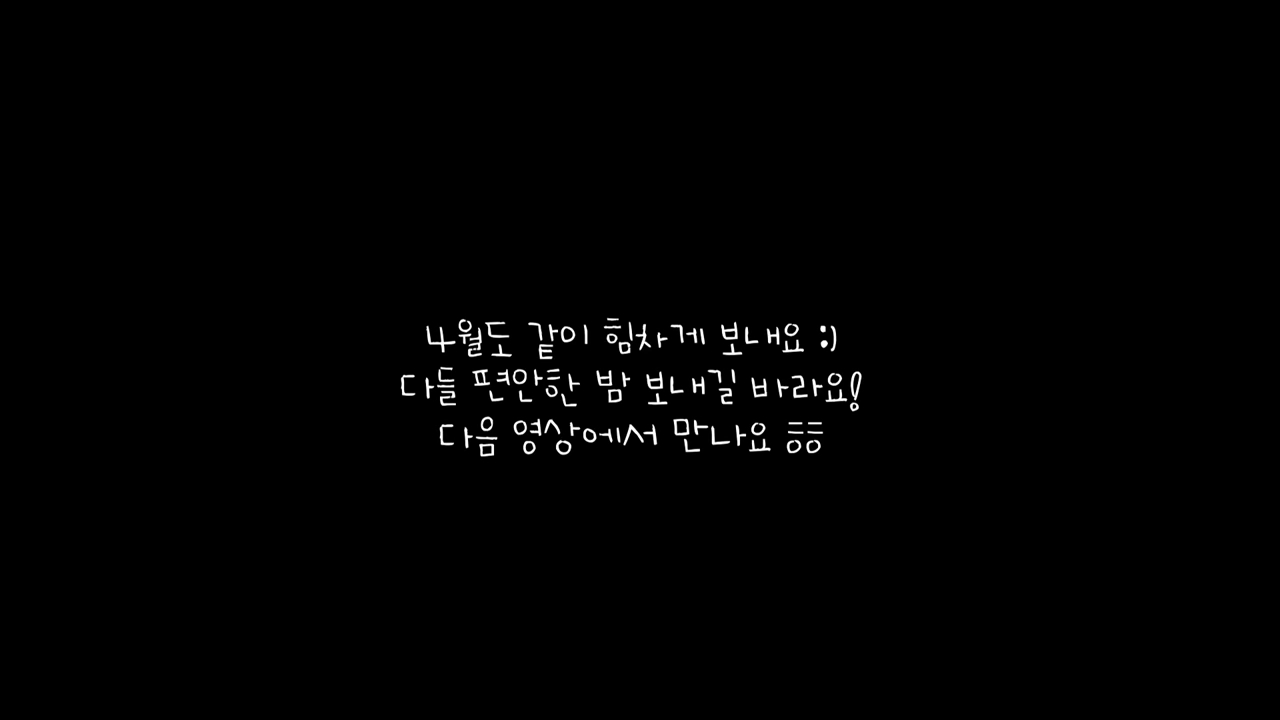 4월도 같이 힘차게 보내요 :)
다들 편안한 밤 보내길 바라요!
다음 영상에서 만나요 ㅎㅎ